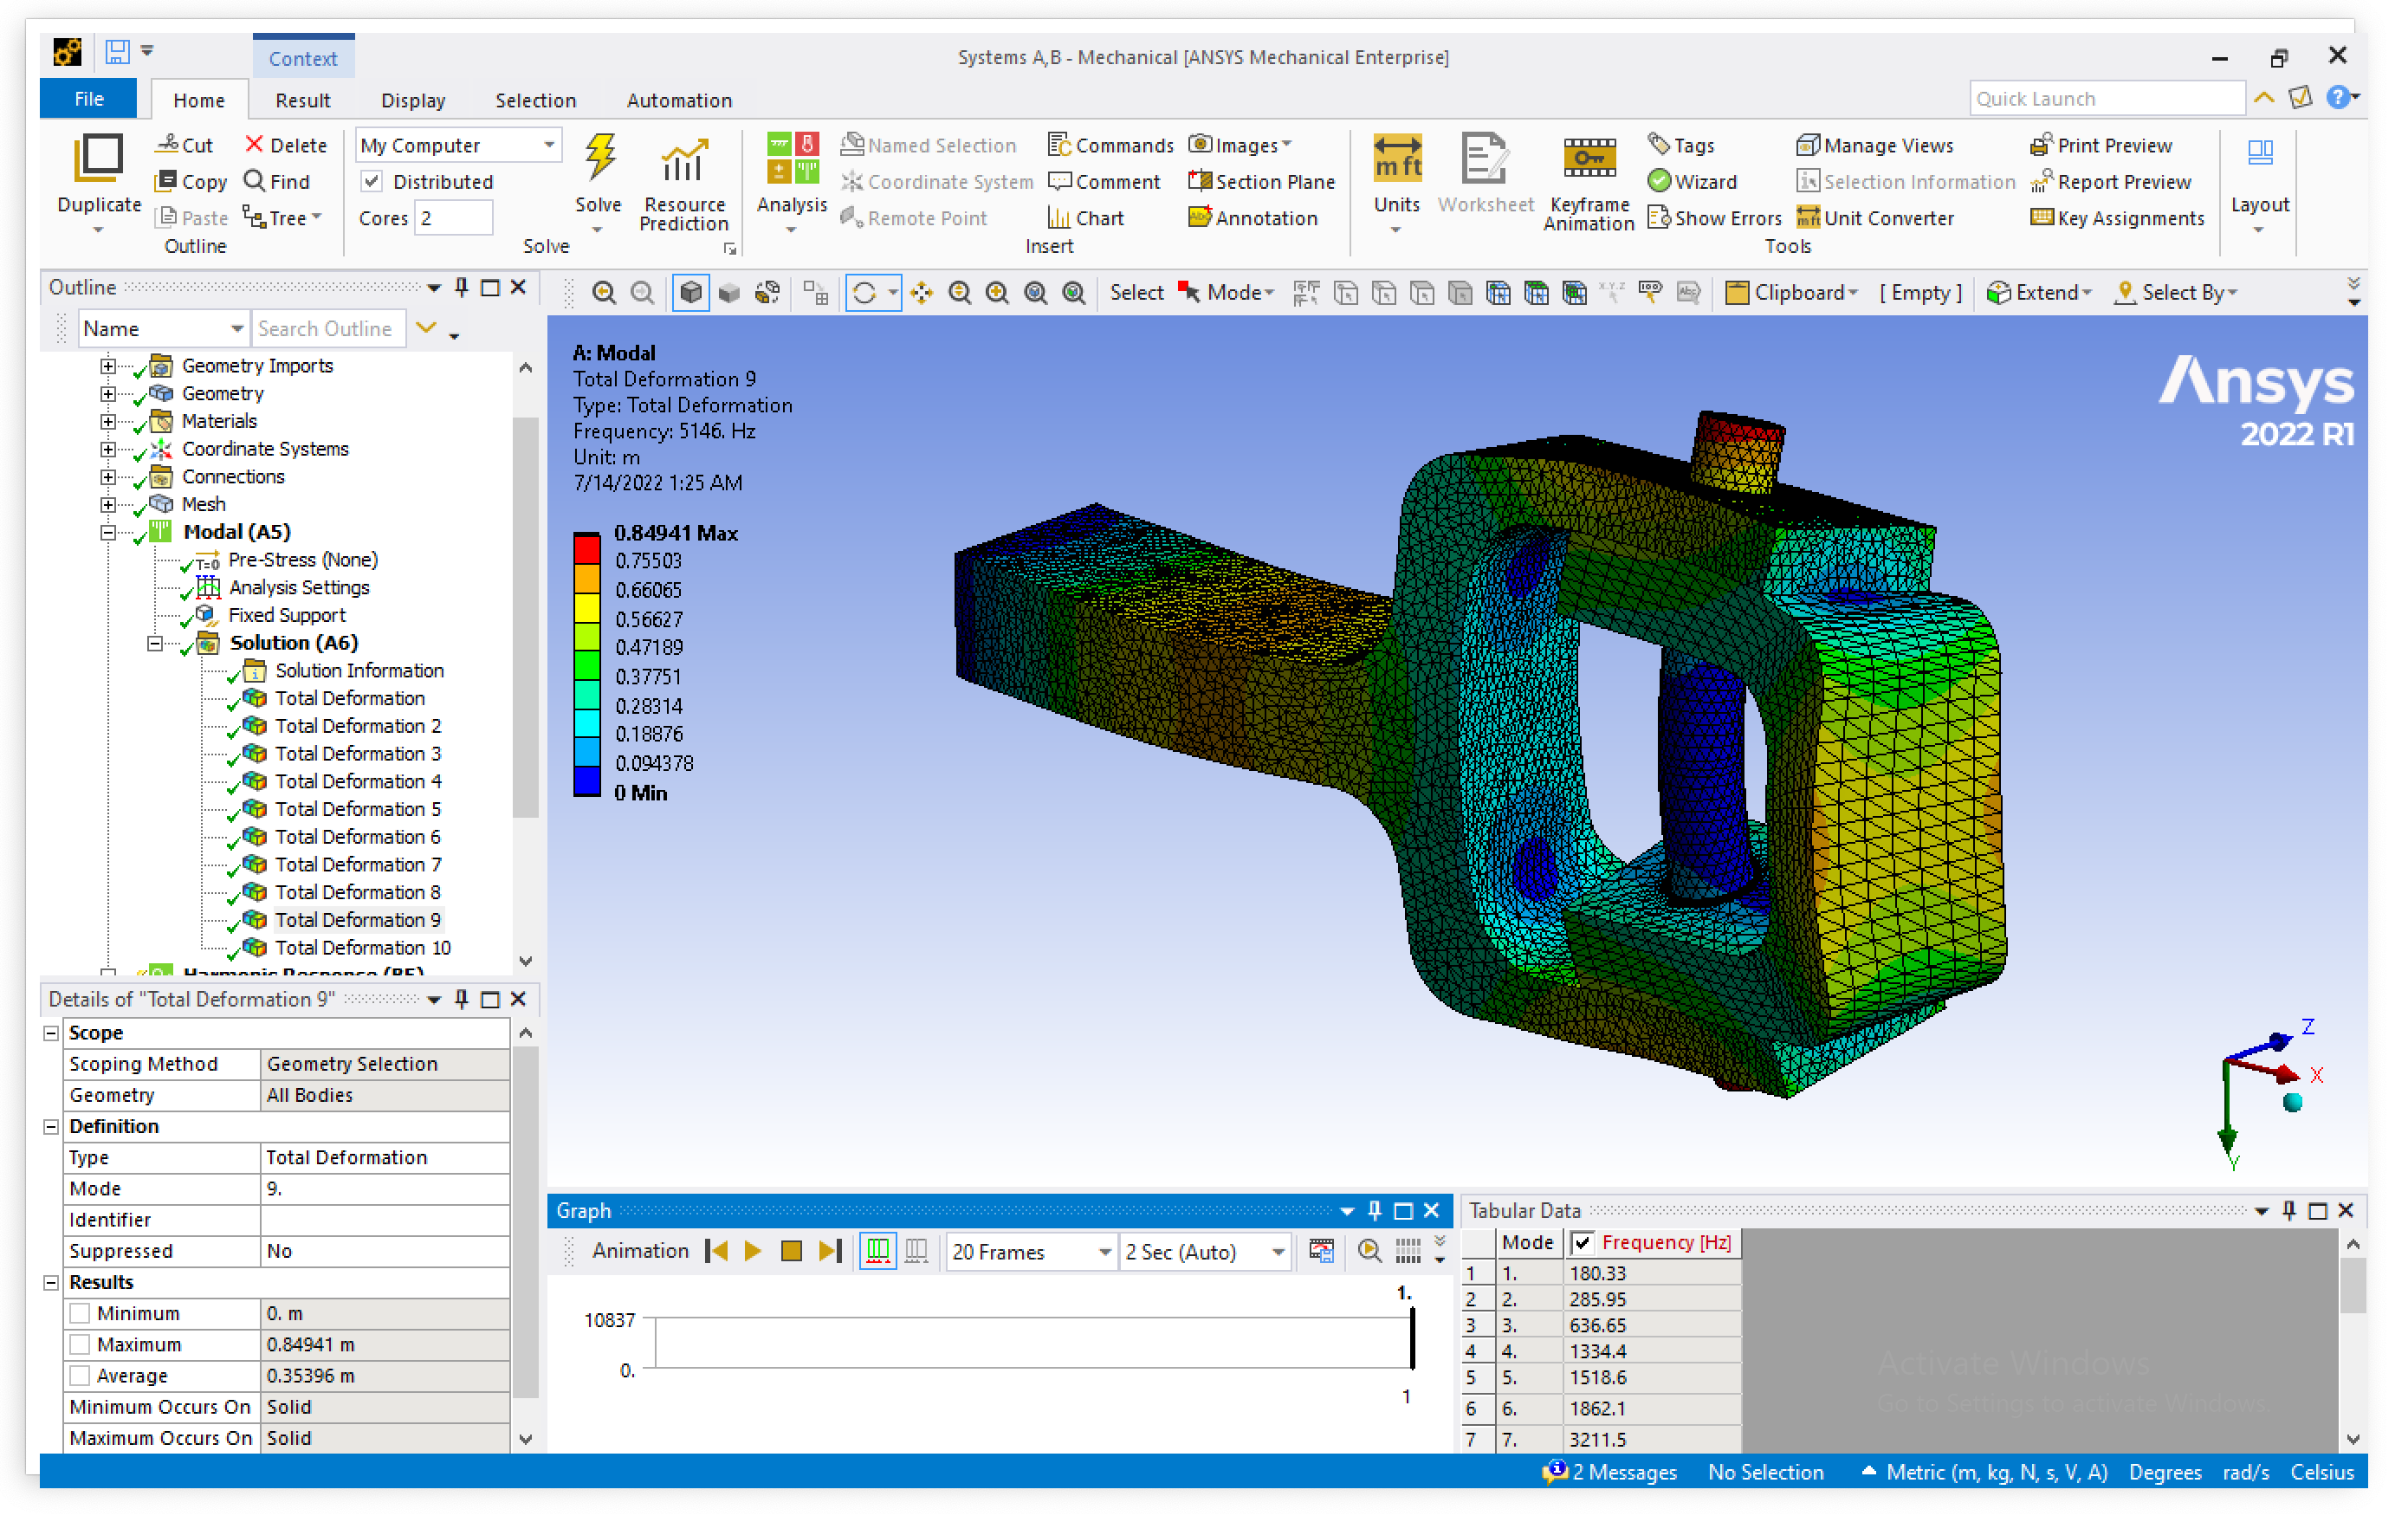 Context
Systems A,B - Mechanical [ANSYS Mechanical Enterprise]
File Home Result Display Selection Automation
Quick Launch
Duplicate
Cut
Copy
Paste
Delete
Find
Tree
Outline
My Computer
Distributed
Cores 2
Solve
Resource Prediction
Solve
Analysis
Named Selection
Coordinate System
Remote Point
Commands
Comment
Chart
Images
Section Plane
Annotation
Insert
m ft
Units
Worksheet
Keyframe Animation
Tags
Wizard
Show Errors
Manage Views
Selection Information
Unit Converter
Print Preview
Report Preview
Key Assignments
Tools
Layout
Outline
Select Mode
Clipboard [ Empty ] Extend Select By
Name Search Outline
Geometry Imports
Geometry
Materials
Coordinate Systems
Connections
Mesh
Modal (A5)
Pre-Stress (None)
Analysis Settings
Fixed Support
Solution (A6)
Solution Information
Total Deformation
Total Deformation 2
Total Deformation 3
Total Deformation 4
Total Deformation 5
Total Deformation 6
Total Deformation 7
Total Deformation 8
Total Deformation 9
Total Deformation 10
Harmonic Response (B5)
A: Modal
Total Deformation 9
Type: Total Deformation
Frequency: 5146. Hz
Unit: m
7/14/2022 1:25 AM
0.84941 Max
0.75503
0.66065
0.56627
0.47189
0.37751
0.28314
0.18876
0.094378
0 Min
Ansys
2022 R1
Z
X
Y
Details of "Total Deformation 9"
Scope
Scoping Method Geometry Selection
Geometry All Bodies
Definition
Type Total Deformation
Mode 9.
Identifier
Suppressed No
Results
Minimum 0. m
Maximum 0.84941 m
Average 0.35396 m
Minimum Occurs On Solid
Maximum Occurs On Solid
Graph
Animation 20 Frames 2 Sec (Auto)
1.
10837
0.
1
Tabular Data
Mode Frequency [Hz]
1 1. 180.33
2 2. 285.95
3 3. 636.65
4 4. 1334.4
5 5. 1518.6
6 6. 1862.1
7 7. 3211.5
Activate Windows
Go to Settings to activate Windows.
2 Messages No Selection Metric (m, kg, N, s, V, A) Degrees rad/s Celsius